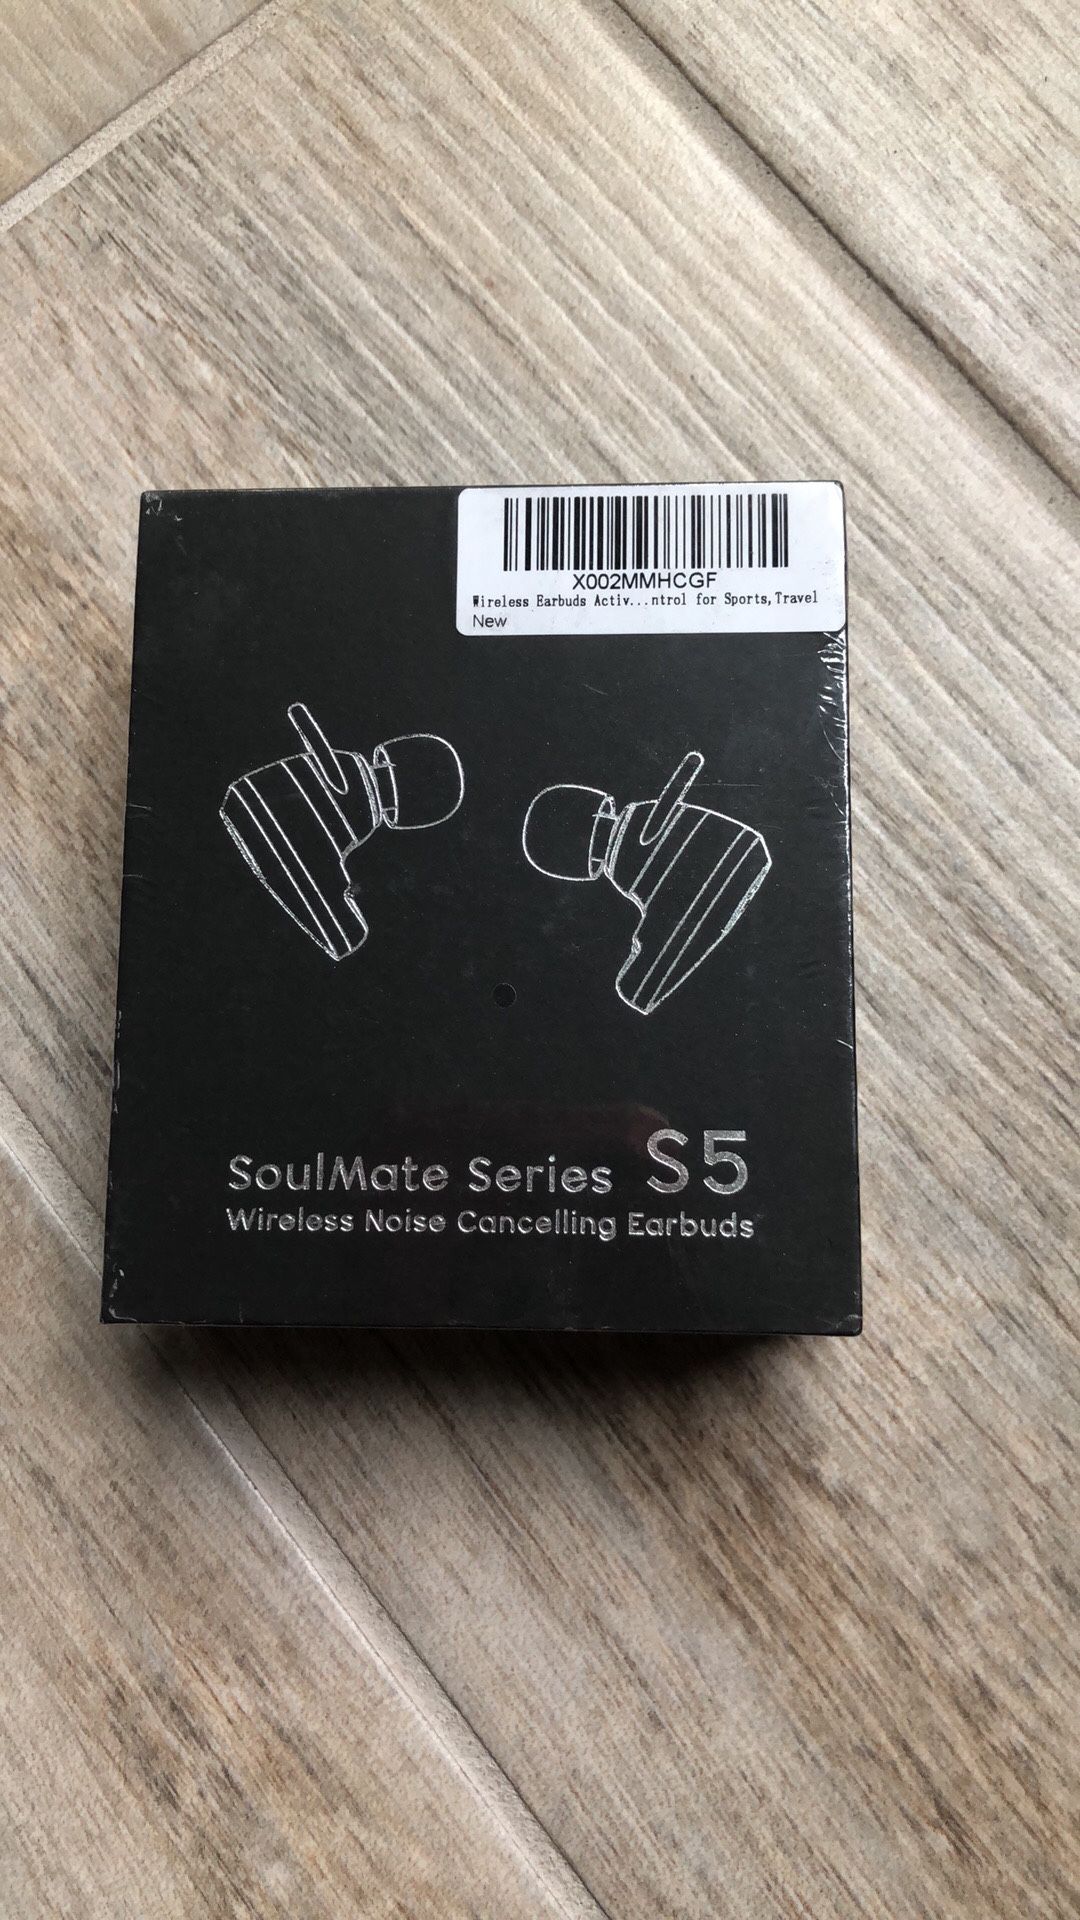 X002MMHCGF
Wireless Earbuds Activ...ntrol for Sports,Travel
New
SoulMate Series S5
Wireless Noise Cancelling Earbuds